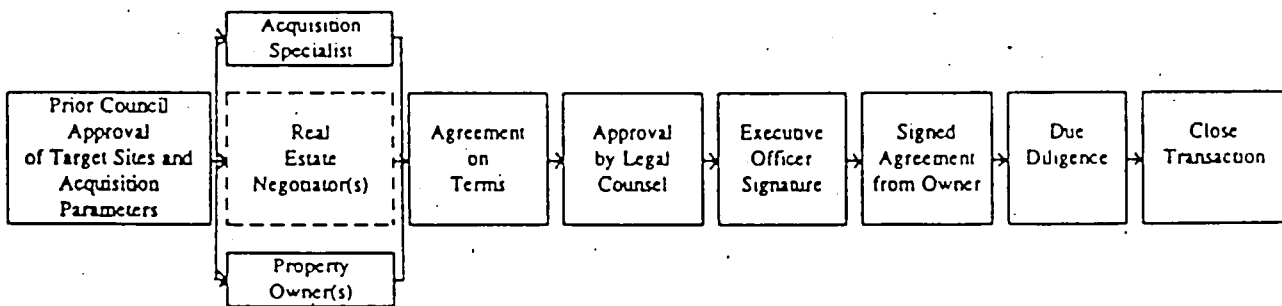 Acquisition
Specialist
Prior Council
Approval
of Target Sites and
Acquisition
Parameters
Real
Estate
Negotiator(s)
Agreement
on
Terms
Approval
by Legal
Counsel
Executive
Officer
Signature
Signed
Agreement
from Owner
Due
Diligence
Close
Transaction
Property
Owner(s)